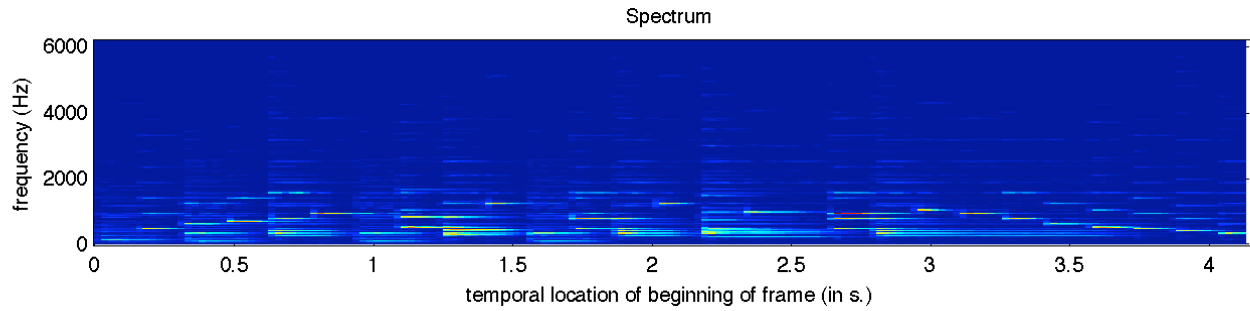 Spectrum
6000
4000
2000
0
frequency (Hz)
0 0.5 1 1.5 2 2.5 3 3.5 4
temporal location of beginning of frame (in s.)